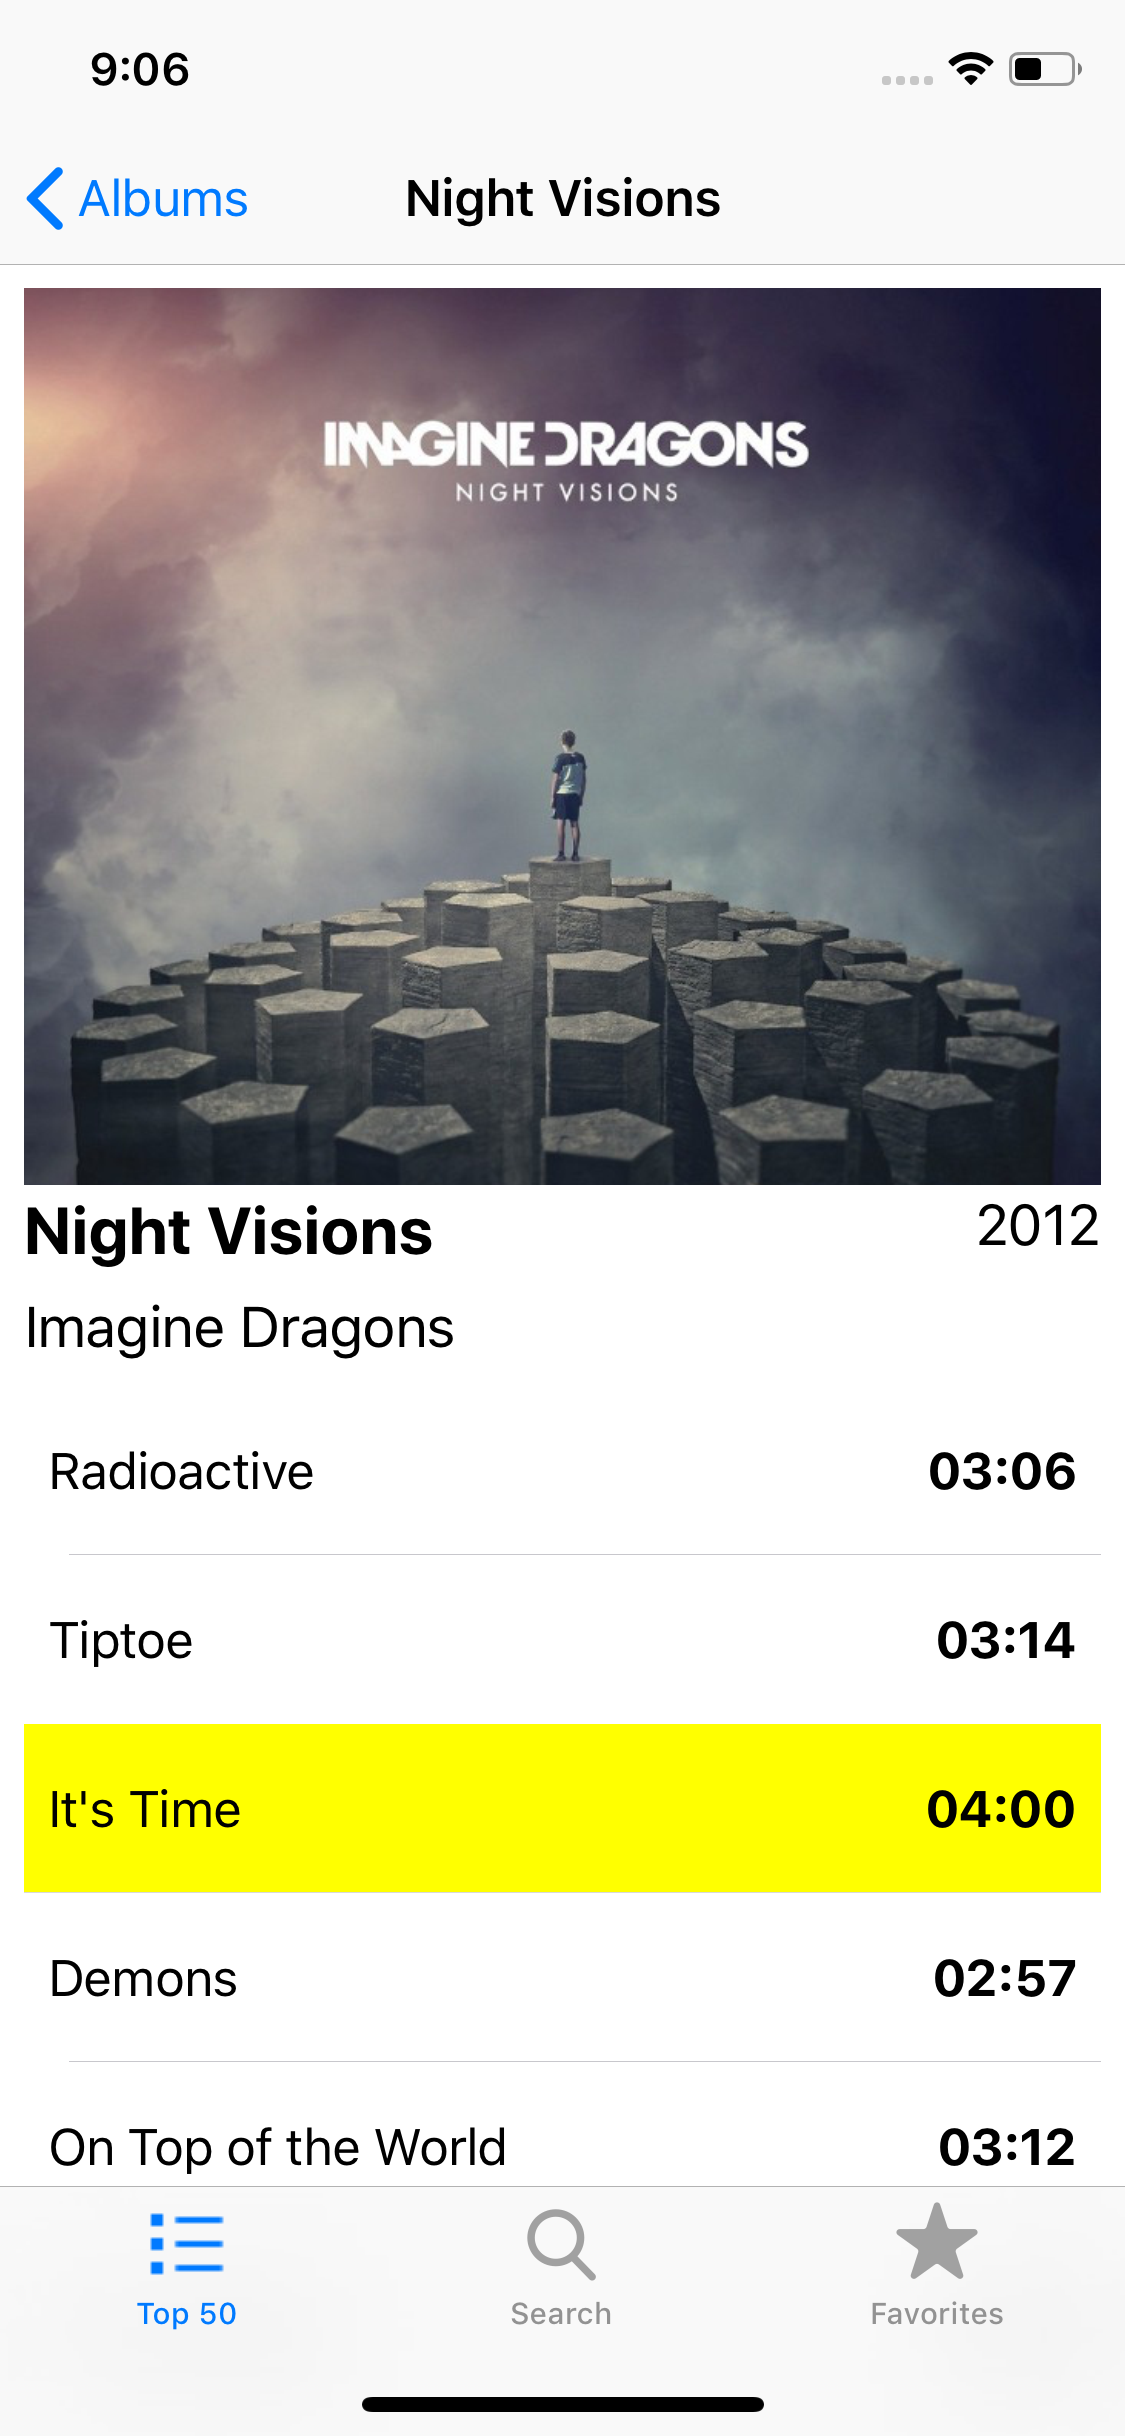 9:06
Albums
Night Visions
IMAGINE DRAGONS
NIGHT VISIONS
Night Visions 2012
Imagine Dragons
Radioactive 03:06
Tiptoe 03:14
It's Time 04:00
Demons 02:57
On Top of the World 03:12
Top 50 Search Favorites